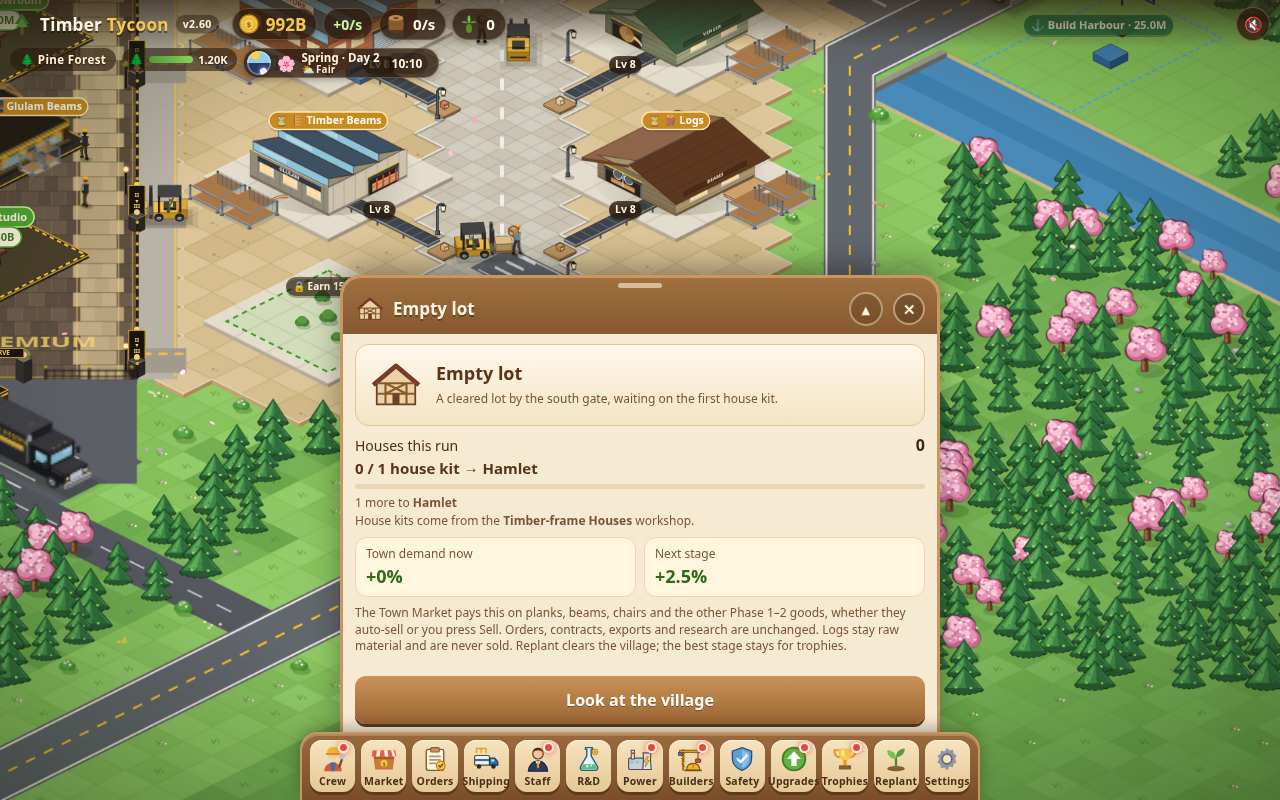 Timber Tycoon v2.60 992B +0/s 0/s 0
Build Harbour · 25.0M
Pine Forest 1.20K Spring · Day 2 10:10
Fair
Lv 8
Glulam Beams
Timber Beams
Logs
GLULAM
BEAMS
Lv 8
Lv 8
Earn 15
EMIUM
Empty lot
Empty lot
A cleared lot by the south gate, waiting on the first house kit.
Houses this run 0
0 / 1 house kit → Hamlet
1 more to Hamlet
House kits come from the Timber-frame Houses workshop.
Town demand now
+0%
Next stage
+2.5%
The Town Market pays this on planks, beams, chairs and the other Phase 1–2 goods, whether they
auto-sell or you press Sell. Orders, contracts, exports and research are unchanged. Logs stay raw
material and are never sold. Replant clears the village; the best stage stays for trophies.
Look at the village
Crew Market Orders Shipping Staff R&D Power Builders Safety Upgrades Trophies Replant Settings